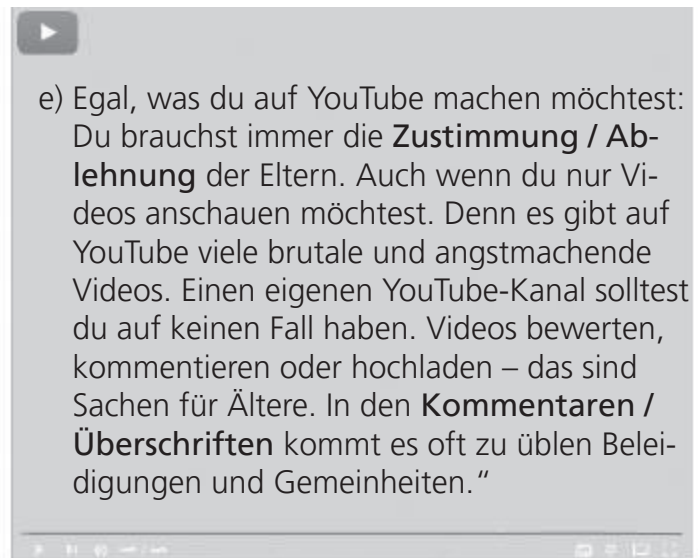 e) Egal, was du auf YouTube machen möchtest:
Du brauchst immer die Zustimmung / Ab-
lehnung der Eltern. Auch wenn du nur Vi-
deos anschauen möchtest. Denn es gibt auf
YouTube viele brutale und angstmachende
Videos. Einen eigenen YouTube-Kanal solltest
du auf keinen Fall haben. Videos bewerten,
kommentieren oder hochladen – das sind
Sachen für Ältere. In den Kommentaren /
Überschriften kommt es oft zu üblen Belei-
digungen und Gemeinheiten.“